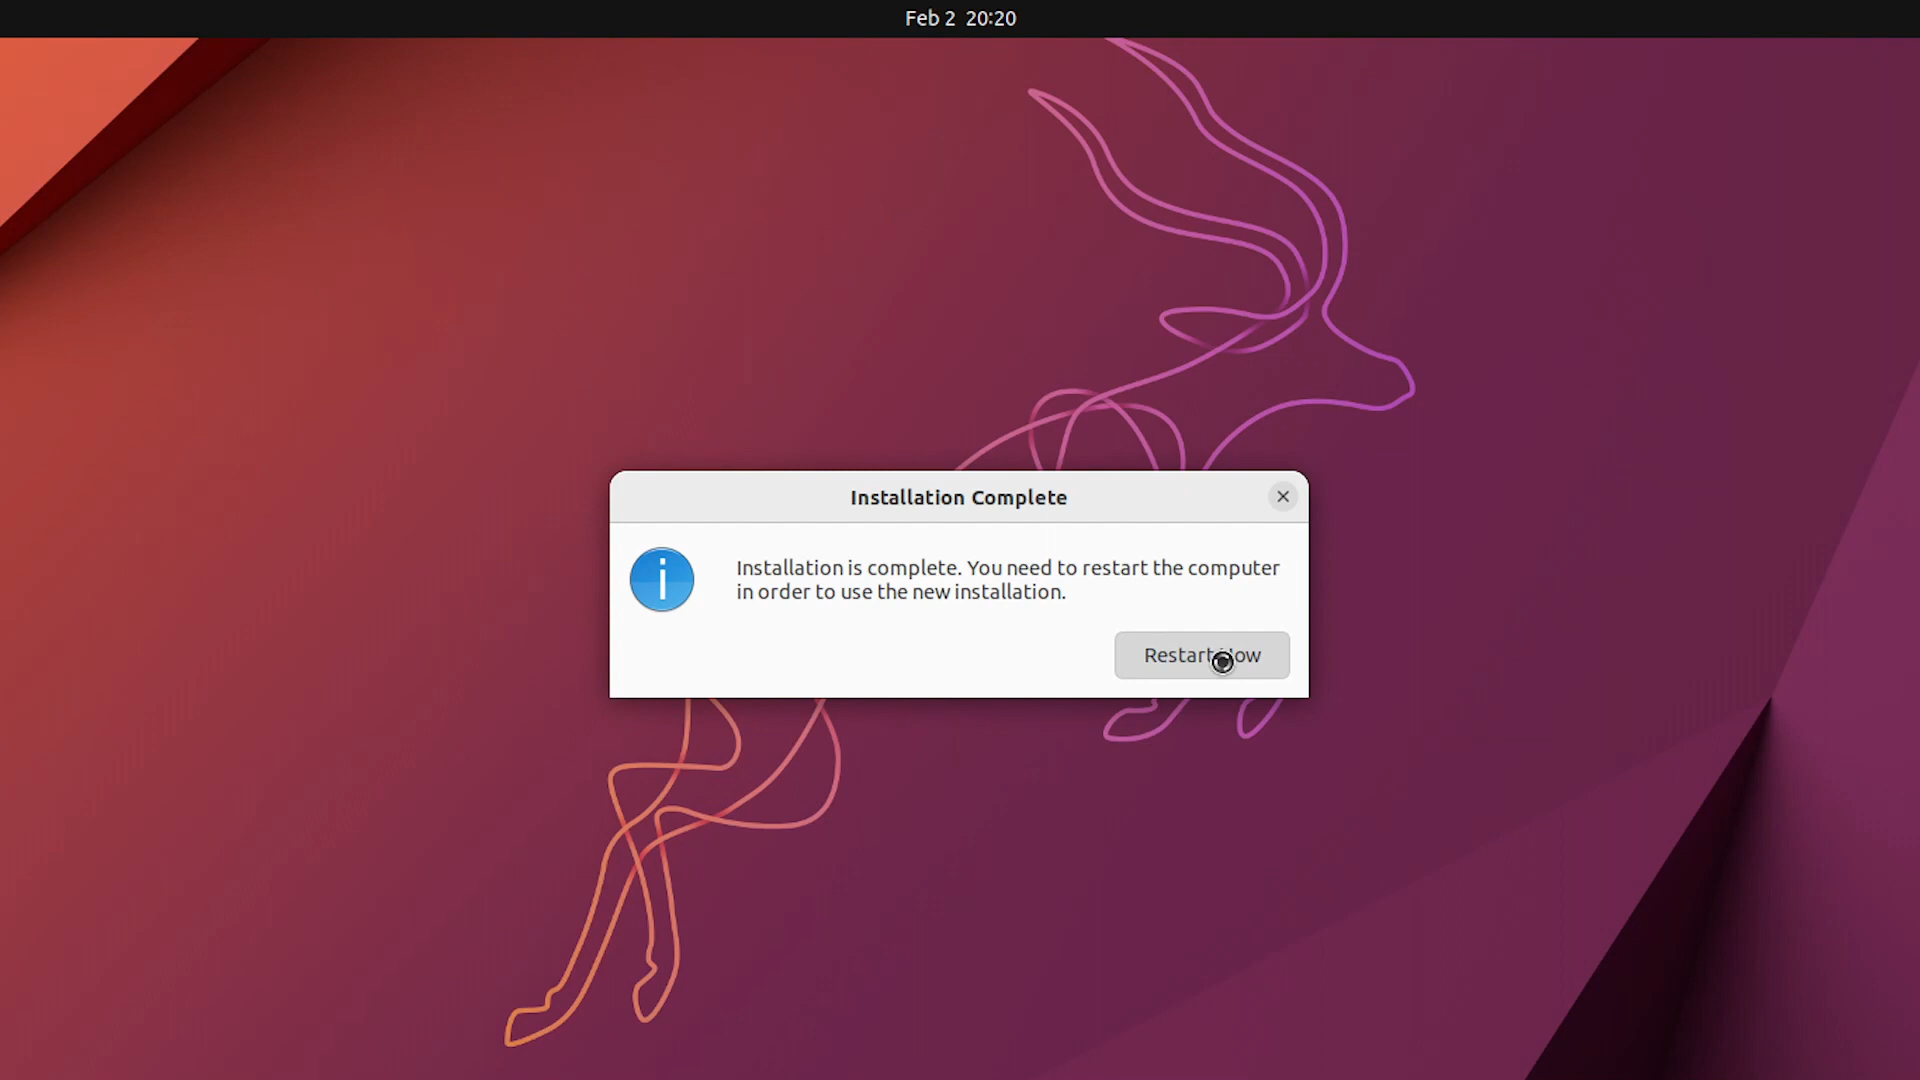 Feb 2 20:20
Installation Complete
Installation is complete. You need to restart the computer
in order to use the new installation.
Restart Now